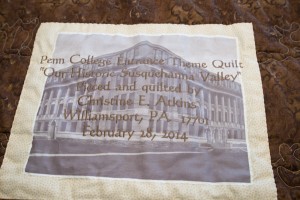 Penn College Entrance Theme Quilt
"Our Historic Susquehanna Valley"
Pieced and quilted by
Christine E. Adkins
Williamsport, PA 17701
February 28, 2014